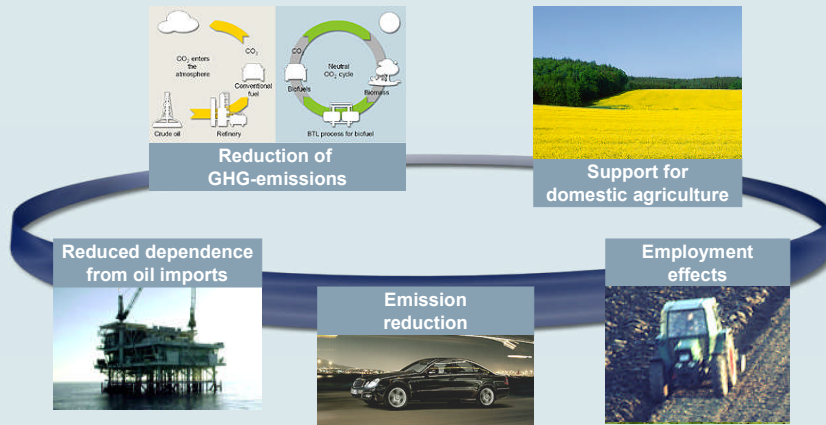 CO₂ enters
the
atmosphere
CO₂
Conventional
fuel
Crude oil
Refinery
CO₂
Neutral
CO₂ cycle
Biofuels
Biomass
BTL process for biofuel
Reduction of
GHG-emissions
Support for
domestic agriculture
Reduced dependence
from oil imports
Emission
reduction
Employment
effects